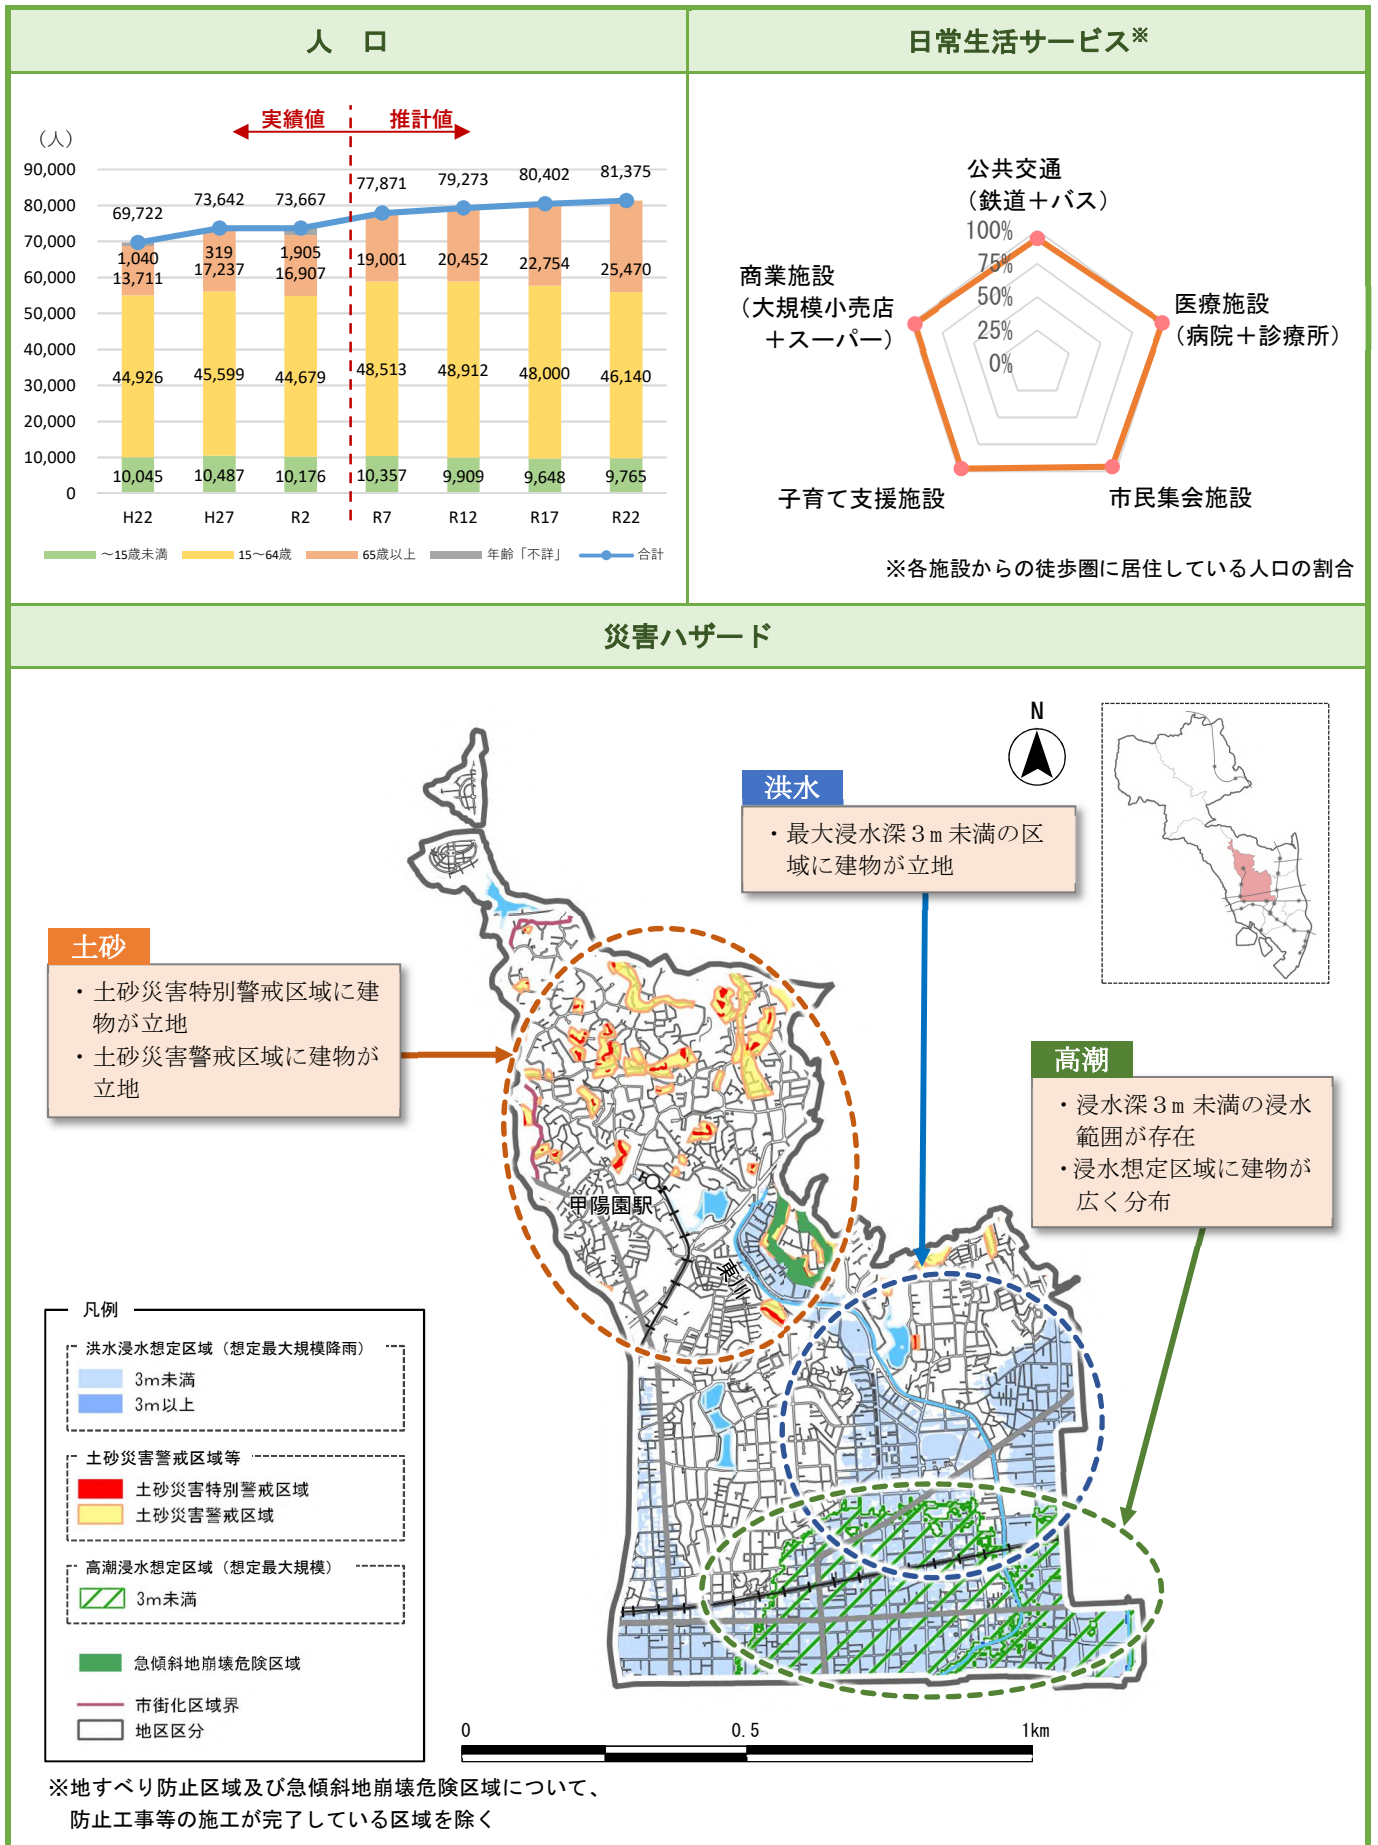 人　口
日常生活サービス※
実績値
推計値
（人）
90,000
80,000
70,000
60,000
50,000
40,000
30,000
20,000
10,000
0
69,722
73,642
73,667
77,871
79,273
80,402
81,375
1,040
319
1,905
13,711
17,237
16,907
19,001
20,452
22,754
25,470
44,926
45,599
44,679
48,513
48,912
48,000
46,140
10,045
10,487
10,176
10,357
9,909
9,648
9,765
H22
H27
R2
R7
R12
R17
R22
～15歳未満
15～64歳
65歳以上
年齢「不詳」
合計
公共交通
（鉄道＋バス）
100%
75%
50%
25%
0%
商業施設
（大規模小売店
＋スーパー）
医療施設
（病院＋診療所）
子育て支援施設
市民集会施設
※各施設からの徒歩圏に居住している人口の割合
災害ハザード
N
洪水
・最大浸水深３m 未満の区
域に建物が立地
土砂
・土砂災害特別警戒区域に建
物が立地
・土砂災害警戒区域に建物が
立地
高潮
・浸水深３m 未満の浸水
範囲が存在
・浸水想定区域に建物が
広く分布
甲陽園駅
東川
凡例
洪水浸水想定区域（想定最大規模降雨）
3m未満
3m以上
土砂災害警戒区域等
土砂災害特別警戒区域
土砂災害警戒区域
高潮浸水想定区域（想定最大規模）
3m未満
急傾斜地崩壊危険区域
市街化区域界
地区区分
0
0.5
1km
※地すべり防止区域及び急傾斜地崩壊危険区域について、
防止工事等の施工が完了している区域を除く